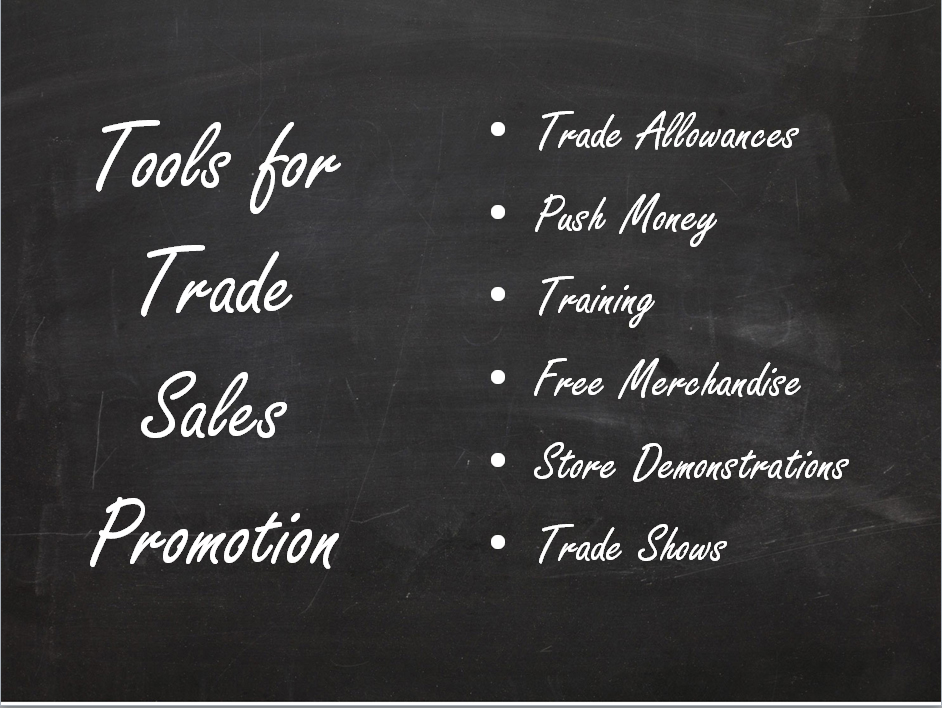 Tools for
Trade
Sales
Promotion
• Trade Allowances
• Push Money
• Training
• Free Merchandise
• Store Demonstrations
• Trade Shows